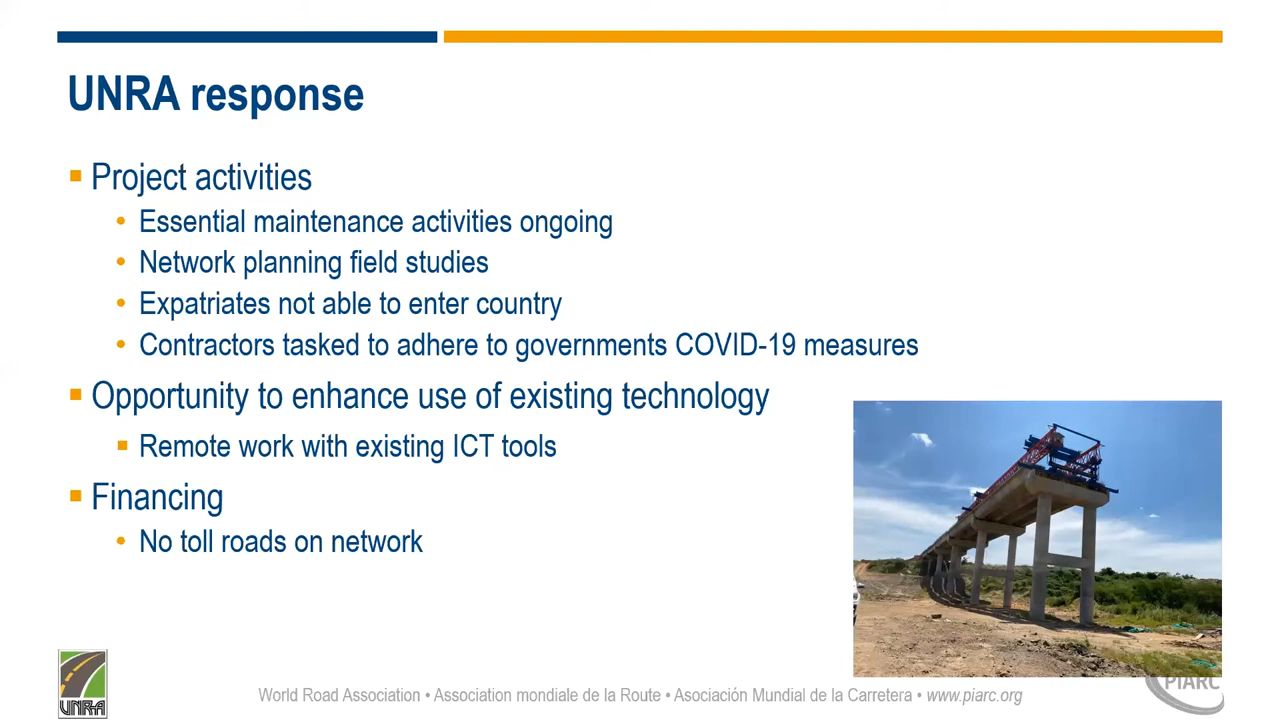 UNRA response
Project activities
Essential maintenance activities ongoing
Network planning field studies
Expatriates not able to enter country
Contractors tasked to adhere to governments COVID-19 measures
Opportunity to enhance use of existing technology
Remote work with existing ICT tools
Financing
No toll roads on network
UNRA
World Road Association • Association mondiale de la Route • Asociación Mundial de la Carretera • www.piarc.org
PIARC